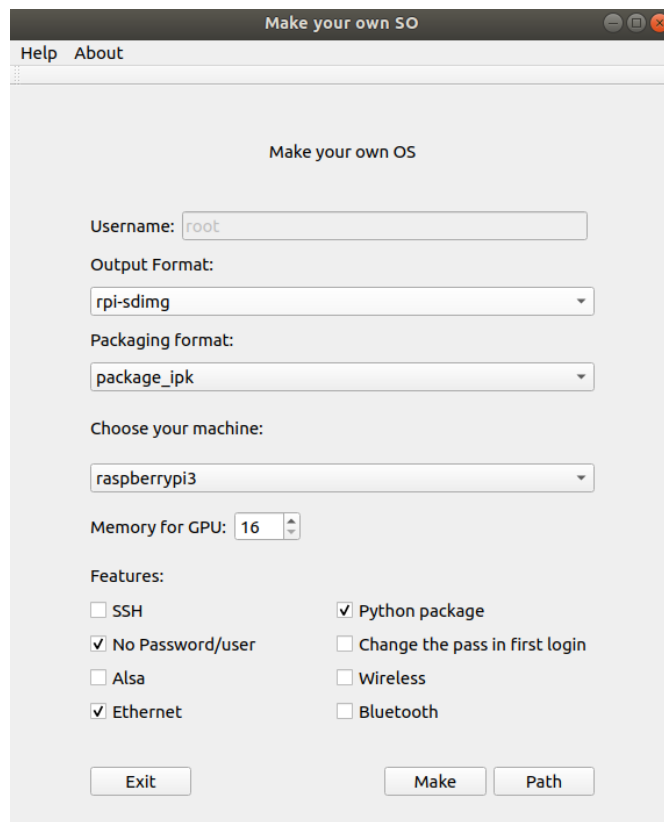 Make your own SO
Help About
Make your own OS
Username: root
Output Format:
rpi-sdimg
Packaging format:
package_ipk
Choose your machine:
raspberrypi3
Memory for GPU: 16
Features:
SSH Python package
No Password/user Change the pass in first login
Alsa Wireless
Ethernet Bluetooth
Exit Make Path